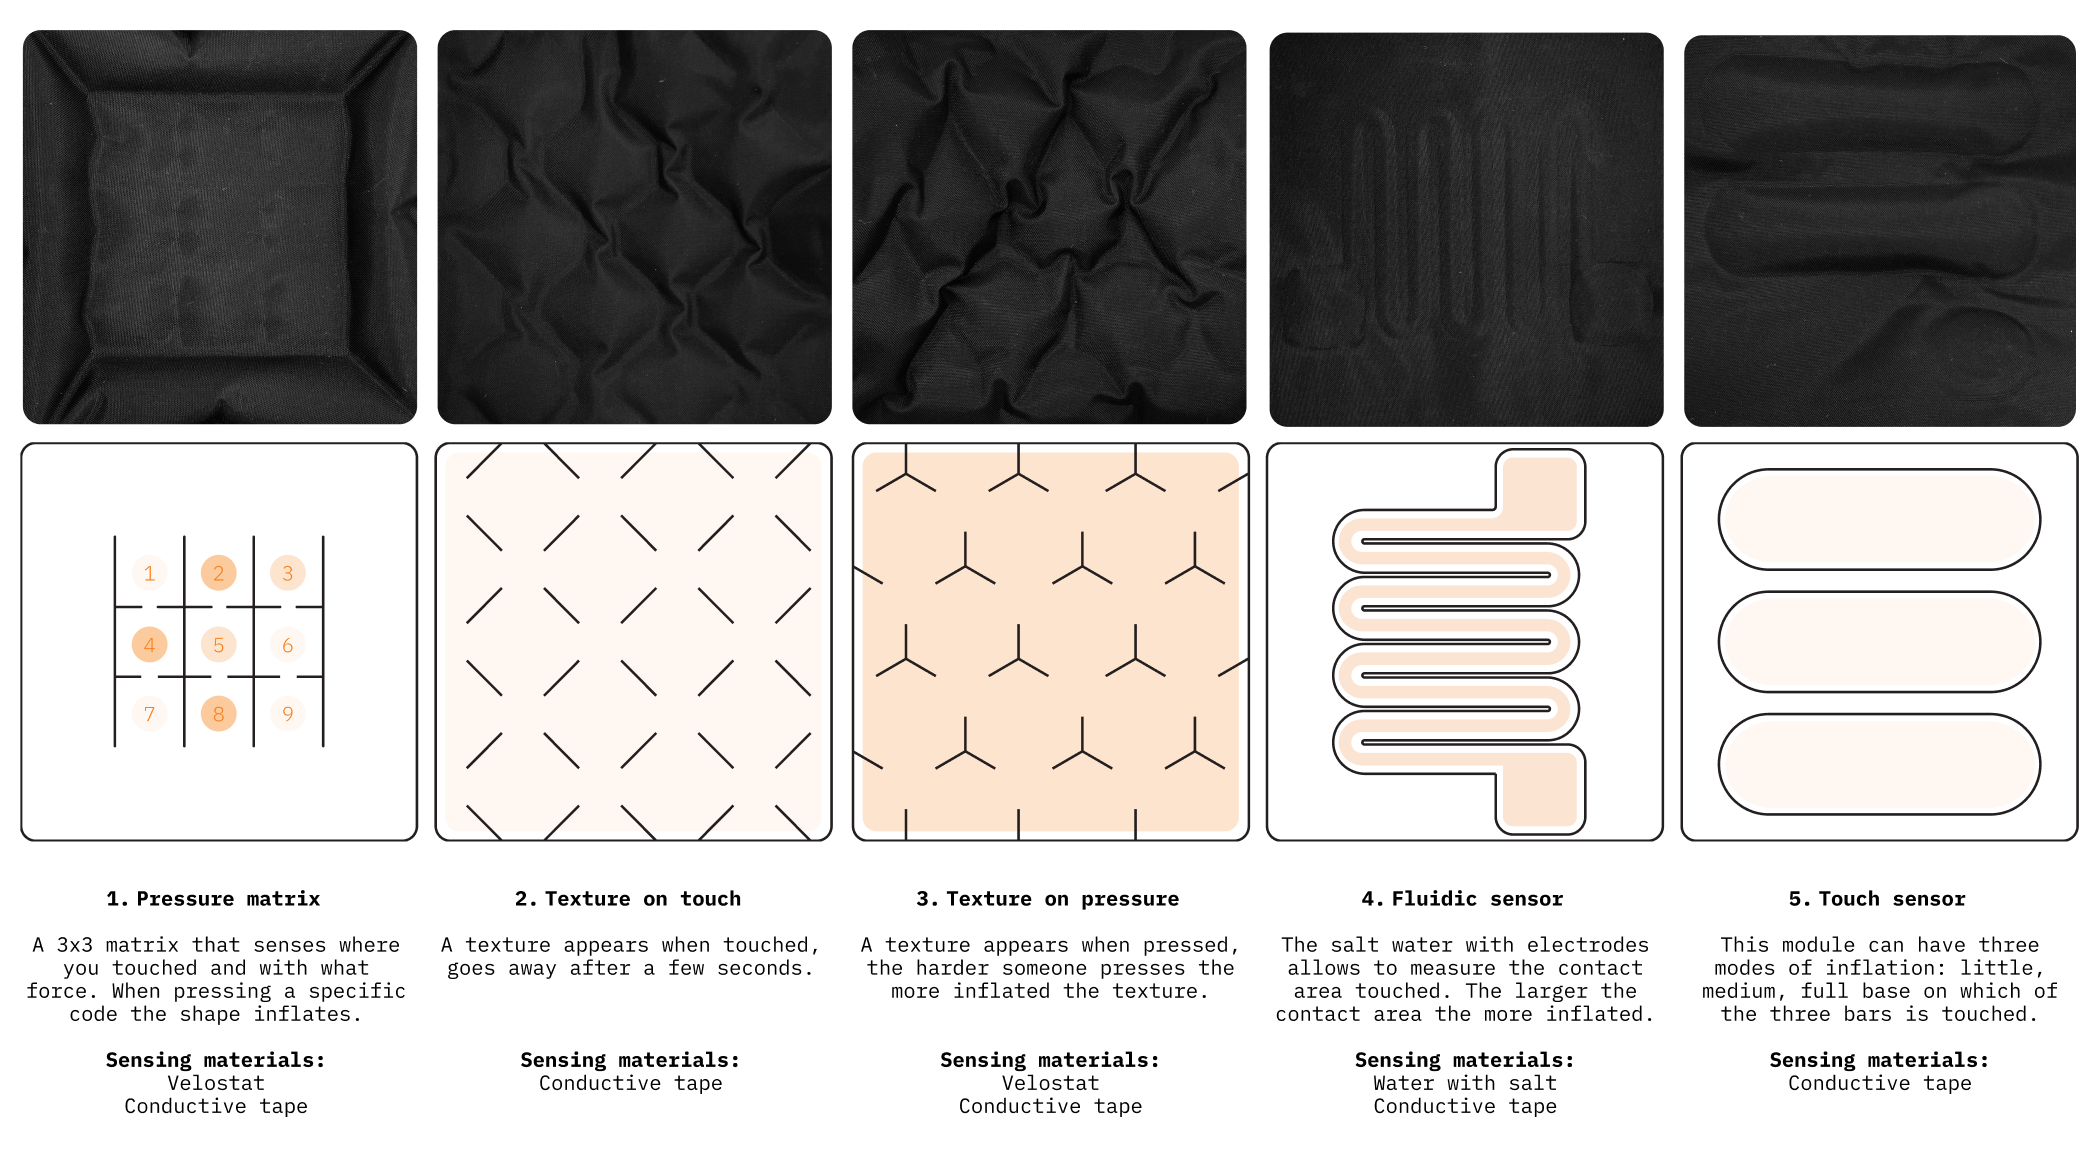 1 2 3
4 5 6
7 8 9
1. Pressure matrix
A 3x3 matrix that senses where
you touched and with what
force. When pressing a specific
code the shape inflates.
Sensing materials:
Velostat
Conductive tape
2. Texture on touch
A texture appears when touched,
goes away after a few seconds.
Sensing materials:
Conductive tape
3. Texture on pressure
A texture appears when pressed,
the harder someone presses the
more inflated the texture.
Sensing materials:
Velostat
Conductive tape
4. Fluidic sensor
The salt water with electrodes
allows to measure the contact
area touched. The larger the
contact area the more inflated.
Sensing materials:
Water with salt
Conductive tape
5. Touch sensor
This module can have three
modes of inflation: little,
medium, full base on which of
the three bars is touched.
Sensing materials:
Conductive tape